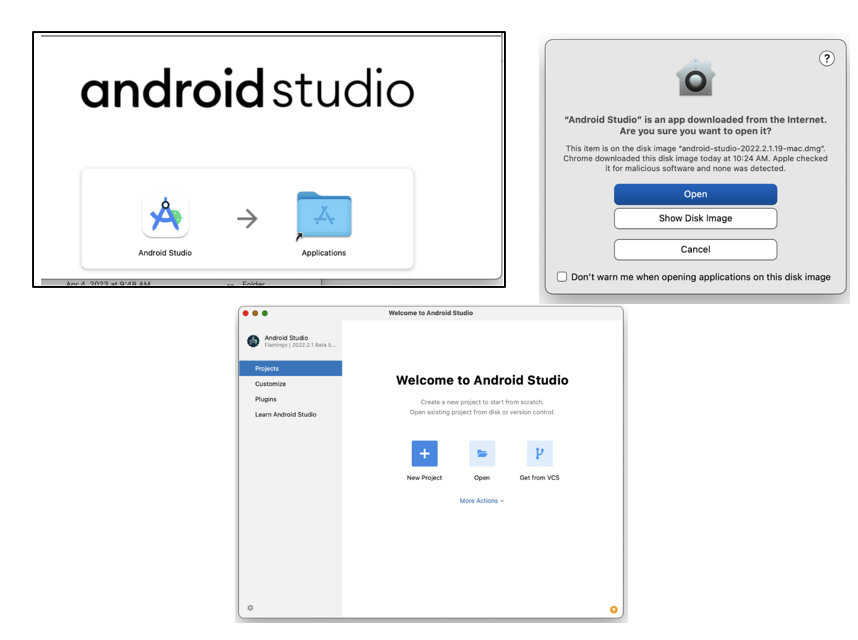 androidstudio
Android Studio
Applications
Apr 4, 2023 at 9:48 AM -- Folder
?
“Android Studio” is an app downloaded from the Internet.
Are you sure you want to open it?
This item is on the disk image “android-studio-2022.2.1.19-mac.dmg”.
Chrome downloaded this disk image today at 10:24 AM. Apple checked
it for malicious software and none was detected.
Open
Show Disk Image
Cancel
Don’t warn me when opening applications on this disk image
Welcome to Android Studio
Android Studio
Flamingo | 2022.2.1 Beta 5...
Projects
Customize
Plugins
Learn Android Studio
Welcome to Android Studio
Create a new project to start from scratch.
Open existing project from disk or version control.
New Project
Open
Get from VCS
More Actions